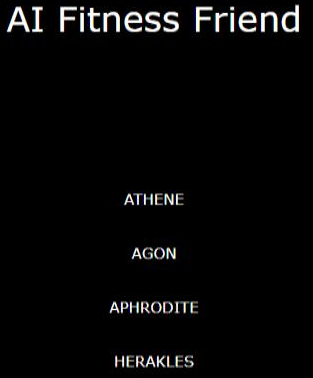 AI Fitness Friend
ATHENE
AGON
APHRODITE
HERAKLES